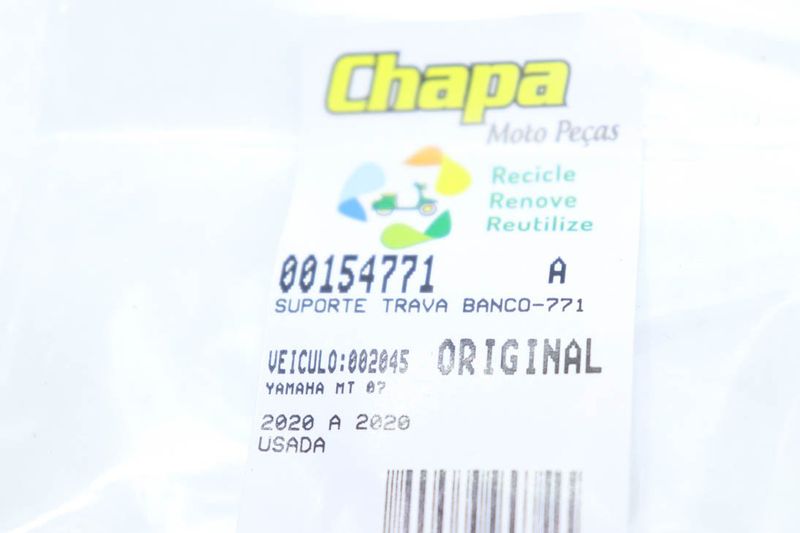 Chapa
Moto Peças
Recicle
Renove
Reutilize
00154771 A
SUPORTE TRAVA BANCO-771
VEICULO:002045 ORIGINAL
YAMAHA MT 07
2020 A 2020
USADA